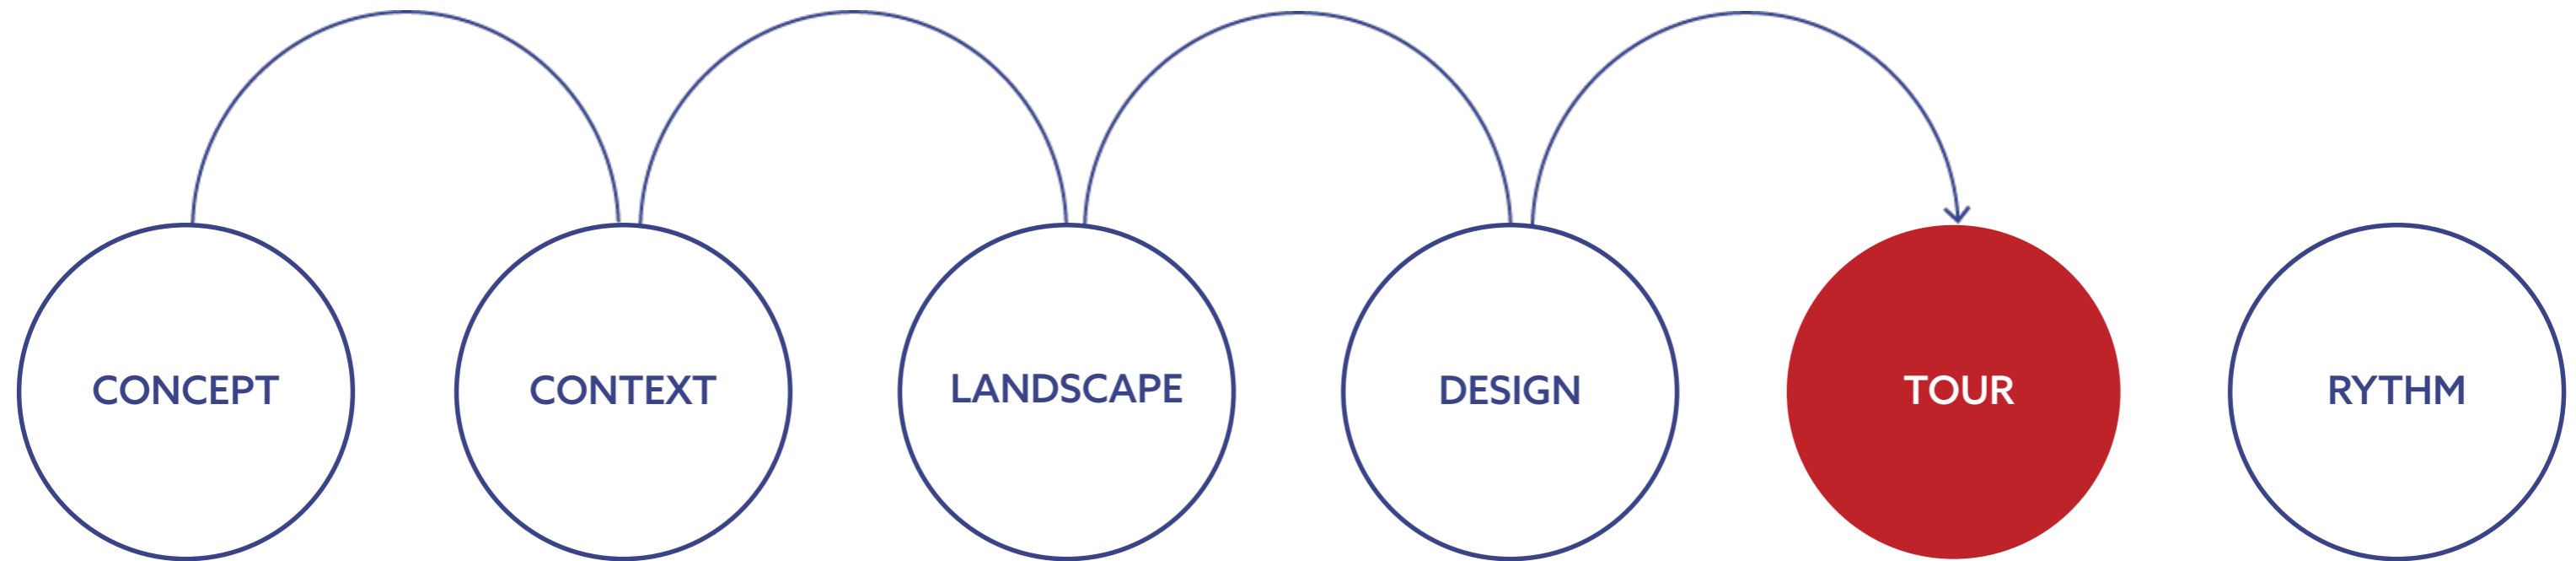 CONCEPT
CONTEXT
LANDSCAPE
DESIGN
TOUR
RYTHM